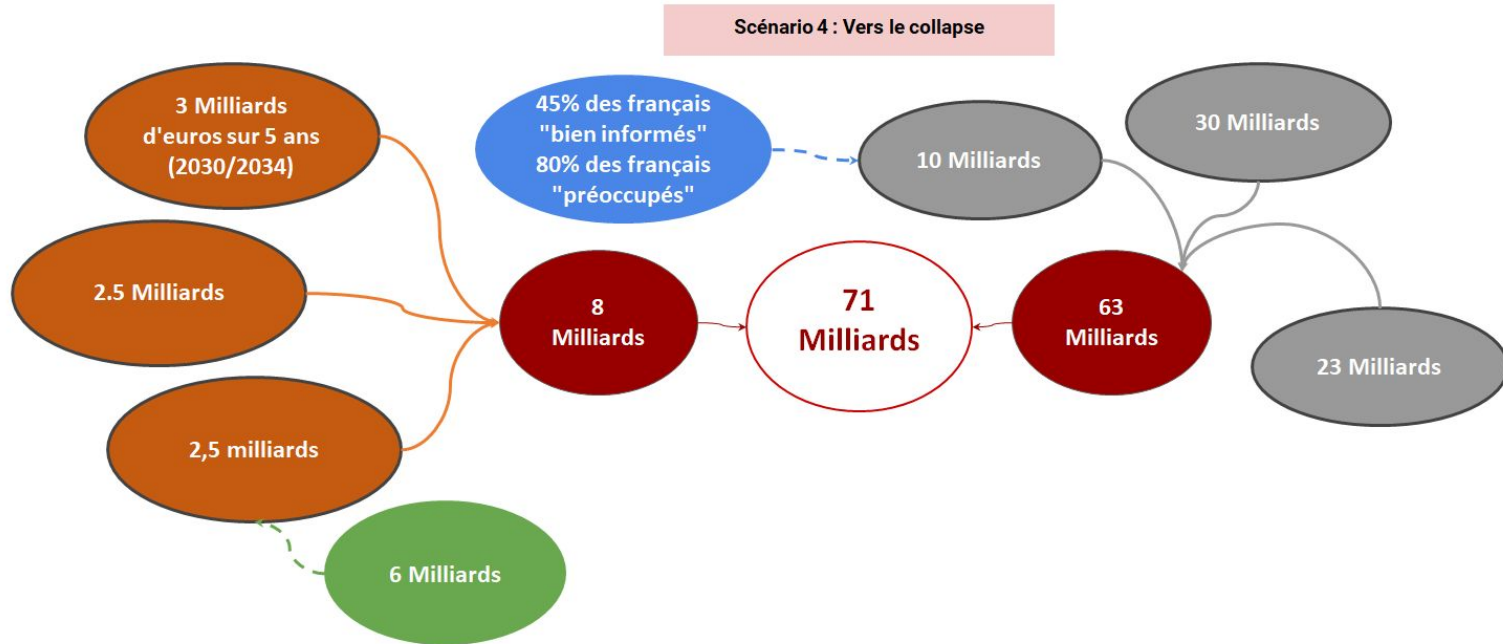 Scénario 4 : Vers le collapse
3 Milliards
d'euros sur 5 ans
(2030/2034)
45% des français
"bien informés"
80% des français
"préoccupés"
10 Milliards
30 Milliards
2.5 Milliards
8
Milliards
71
Milliards
63
Milliards
23 Milliards
2,5 milliards
6 Milliards